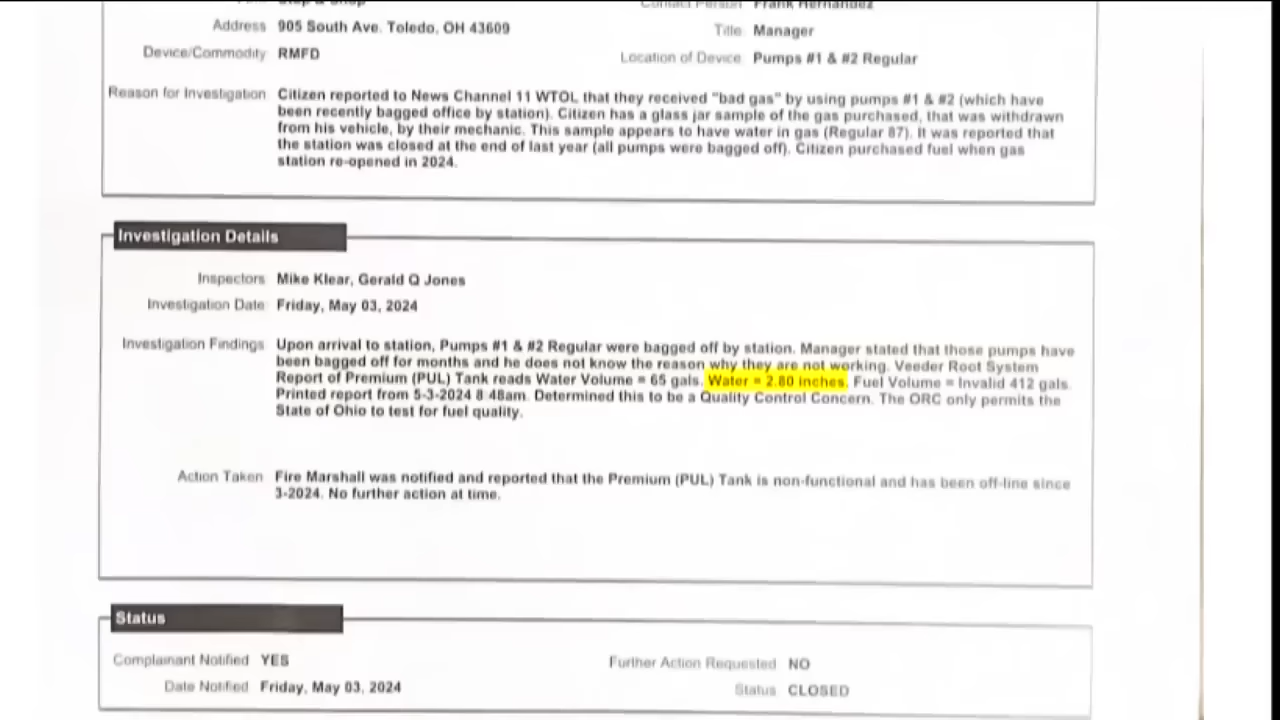 Contact Person Frank Hernandez
Address 905 South Ave. Toledo, OH 43609
Title Manager
Device/Commodity RMFD
Location of Device Pumps #1 & #2 Regular
Reason for Investigation Citizen reported to News Channel 11 WTOL that they received "bad gas" by using pumps #1 & #2 (which have
been recently bagged office by station). Citizen has a glass jar sample of the gas purchased, that was withdrawn
from his vehicle, by their mechanic. This sample appears to have water in gas (Regular 87). It was reported that
the station was closed at the end of last year (all pumps were bagged off). Citizen purchased fuel when gas
station re-opened in 2024.
Investigation Details
Inspectors Mike Klear, Gerald Q Jones
Investigation Date Friday, May 03, 2024
Investigation Findings Upon arrival to station, Pumps #1 & #2 Regular were bagged off by station. Manager stated that those pumps have
been bagged off for months and he does not know the reason why they are not working. Veeder Root System
Report of Premium (PUL) Tank reads Water Volume = 65 gals. Water = 2.80 inches. Fuel Volume = Invalid 412 gals.
Printed report from 5-3-2024 8:48am. Determined this to be a Quality Control Concern. The ORC only permits the
State of Ohio to test for fuel quality.
Action Taken Fire Marshall was notified and reported that the Premium (PUL) Tank is non-functional and has been off-line since
3-2024. No further action at time.
Status
Complainant Notified YES
Further Action Requested NO
Date Notified Friday, May 03, 2024
Status CLOSED